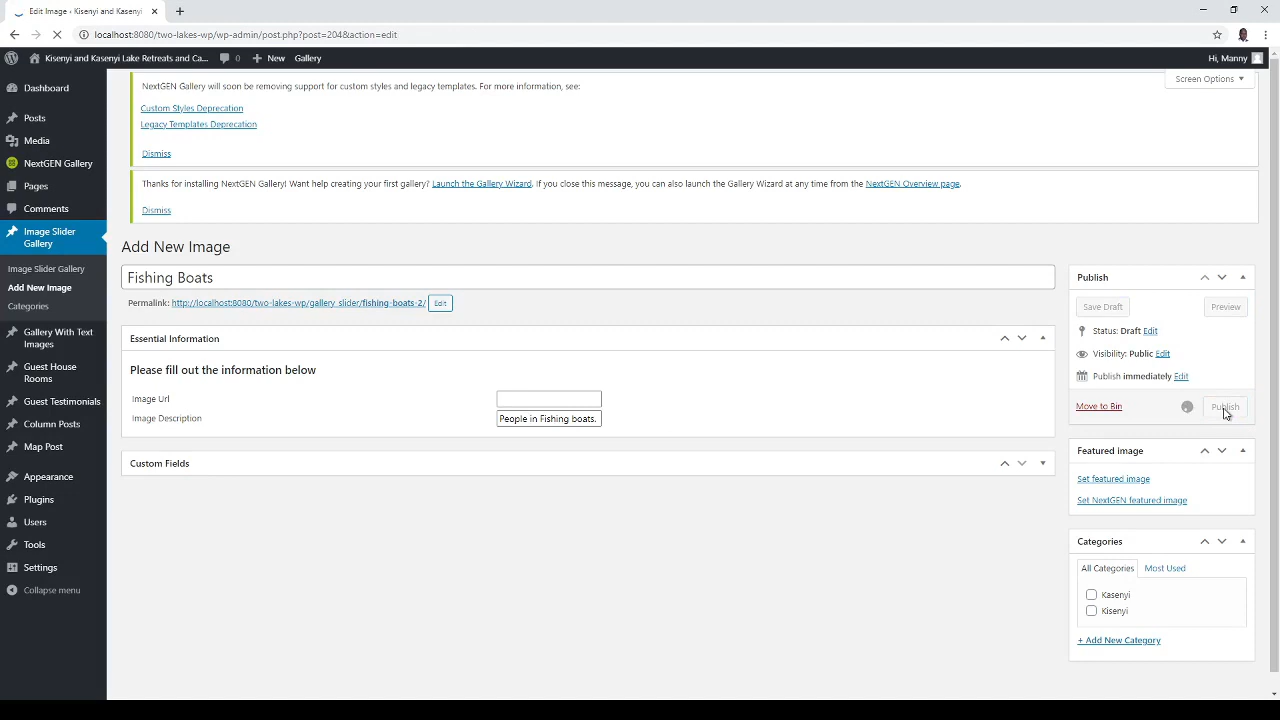 Edit Image ‹ Kisenyi and Kasenyi
localhost:8080/two-lakes-wp/wp-admin/post.php?post=204&action=edit
Kisenyi and Kasenyi Lake Retreats and Ca...
0
New
Gallery
Hi, Manny
Screen Options
Dashboard
Posts
Media
NextGEN Gallery
Pages
Comments
Image Slider
Gallery
Image Slider Gallery
Add New Image
Categories
Gallery With Text
Images
Guest House
Rooms
Guest Testimonials
Column Posts
Map Post
Appearance
Plugins
Users
Tools
Settings
Collapse menu
NextGEN Gallery will soon be removing support for custom styles and legacy templates. For more information, see:
Custom Styles Deprecation
Legacy Templates Deprecation
Dismiss
Thanks for installing NextGEN Gallery! Want help creating your first gallery? Launch the Gallery Wizard. If you close this message, you can also launch the Gallery Wizard at any time from the NextGEN Overview page.
Dismiss
Add New Image
Fishing Boats
Permalink: http://localhost:8080/two-lakes-wp/gallery_slider/fishing-boats-2/ Edit
Essential Information
Please fill out the information below
Image Url
Image Description
People in Fishing boats.
Custom Fields
Publish
Save Draft
Preview
Status: Draft Edit
Visibility: Public Edit
Publish immediately Edit
Move to Bin
Publish
Featured image
Set featured image
Set NextGEN featured image
Categories
All Categories
Most Used
Kasenyi
Kisenyi
+ Add New Category